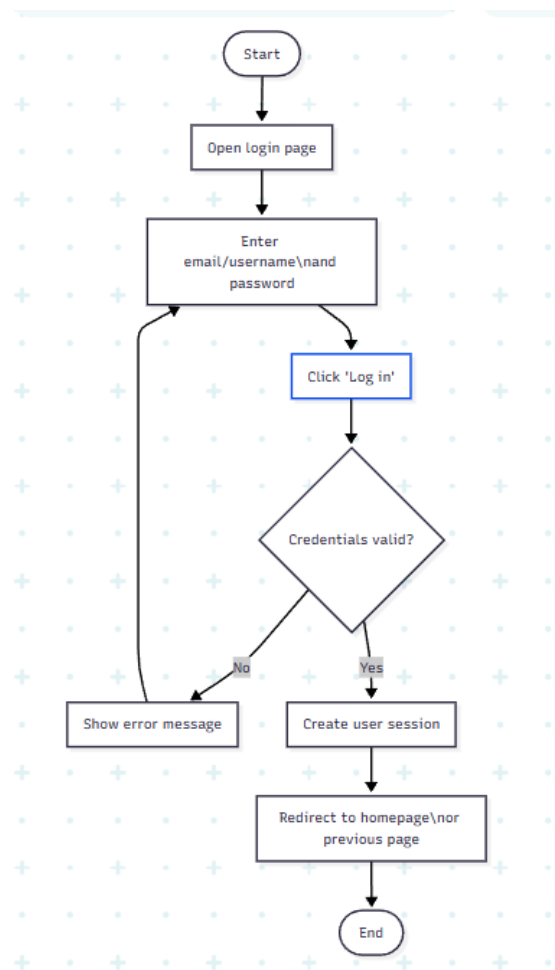 Start
Open login page
Enter
email/username\nand
password
Click 'Log in'
Credentials valid?
No
Yes
Show error message
Create user session
Redirect to homepage\nor
previous page
End